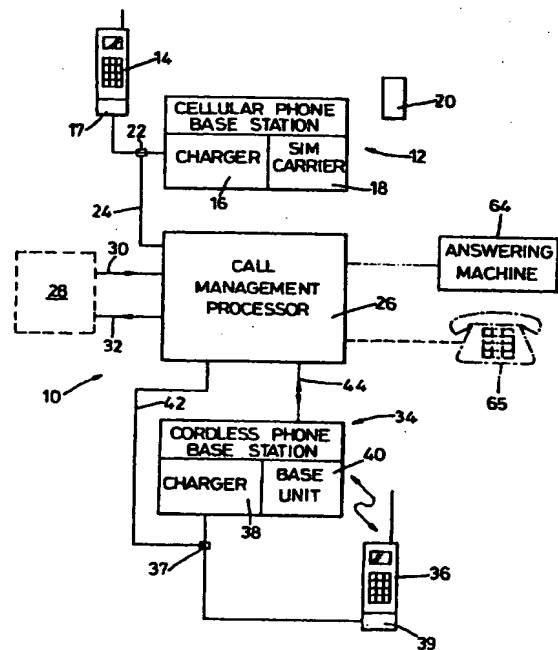 14
17
22
CELLULAR PHONE
BASE STATION
CHARGER
SIM
CARRIER
16
18
12
20
24
30
28
32
CALL
MANAGEMENT
PROCESSOR
26
64
ANSWERING
MACHINE
65
10
42
44
34
CORDLESS PHONE
BASE STATION
CHARGER
BASE
UNIT
40
38
37
36
39